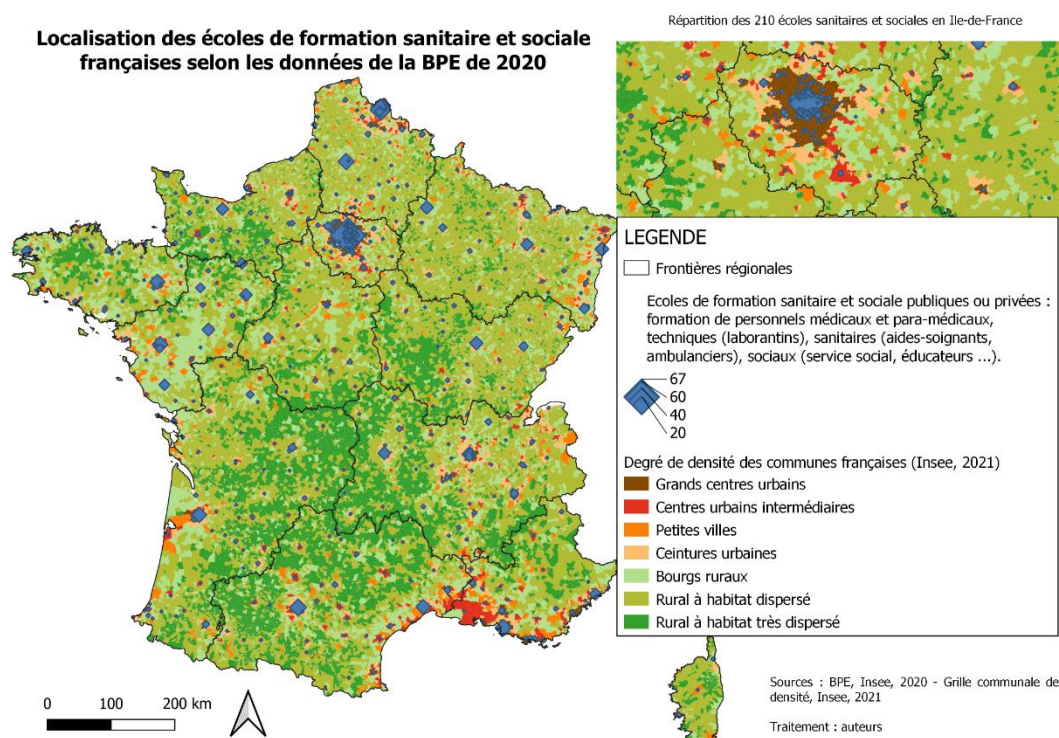 Localisation des écoles de formation sanitaire et sociale
françaises selon les données de la BPE de 2020
Répartition des 210 écoles sanitaires et sociales en Ile-de-France
LEGENDE
Frontières régionales
Ecoles de formation sanitaire et sociale publiques ou privées :
formation de personnels médicaux et para-médicaux,
techniques (laborantins), sanitaires (aides-soignants,
ambulanciers), sociaux (service social, éducateurs ...).
67
60
40
20
Degré de densité des communes françaises (Insee, 2021)
Grands centres urbains
Centres urbains intermédiaires
Petites villes
Ceintures urbaines
Bourgs ruraux
Rural à habitat dispersé
Rural à habitat très dispersé
0 100 200 km
Sources : BPE, Insee, 2020 - Grille communale de
densité, Insee, 2021
Traitement : auteurs